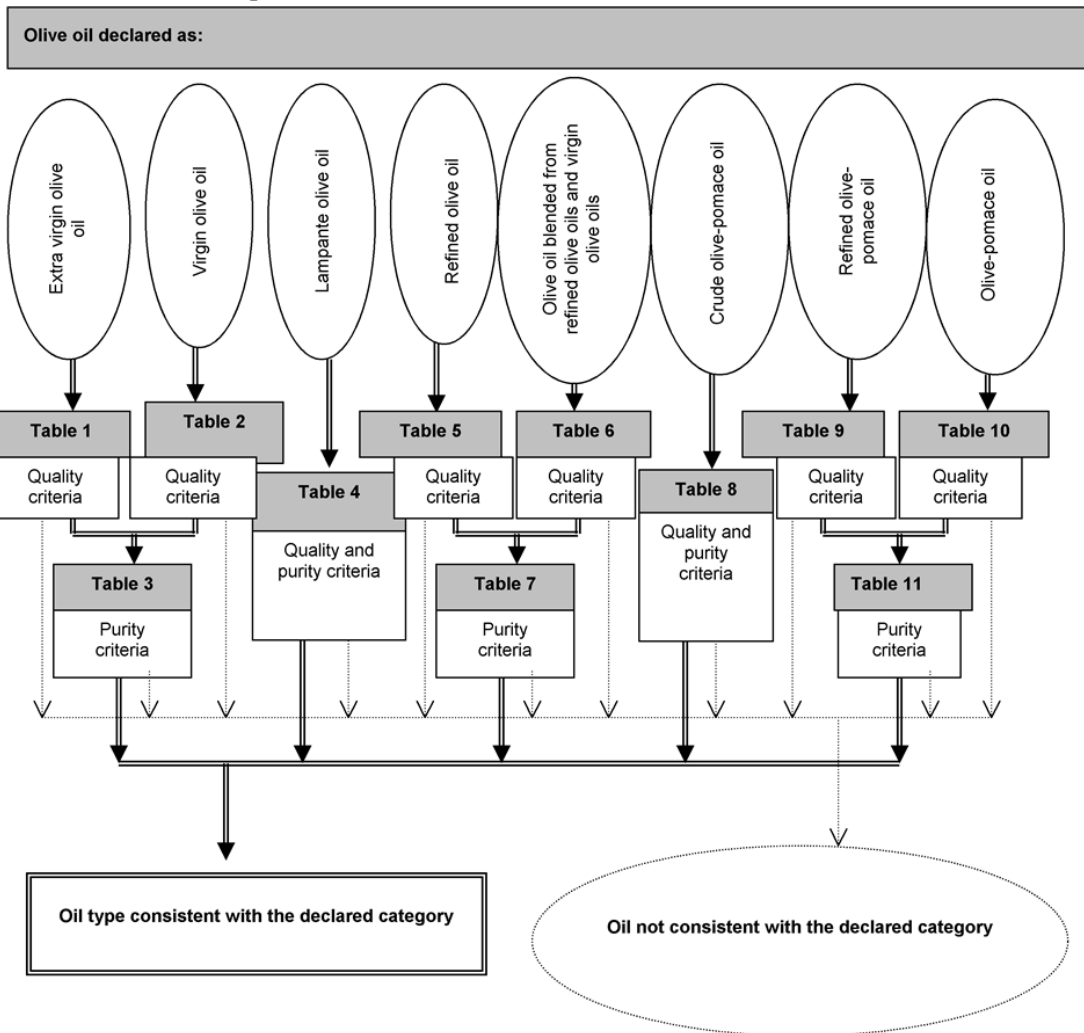 Olive oil declared as:
Extra virgin olive
oil
Virgin olive oil
Lampante olive oil
Refined olive oil
Olive oil blended from
refined olive oils and virgin
olive oils
Crude olive-pomace oil
Refined olive-
pomace oil
Olive-pomace oil
Table 1
Quality
criteria
Table 2
Quality
criteria
Table 3
Purity
criteria
Table 4
Quality and
purity criteria
Table 5
Quality
criteria
Table 6
Quality
criteria
Table 7
Purity
criteria
Table 8
Quality and
purity
criteria
Table 9
Quality
criteria
Table 10
Quality
criteria
Table 11
Purity
criteria
Oil type consistent with the declared category
Oil not consistent with the declared category